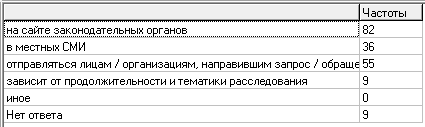 Частоты
на сайте законодательных органов 82
в местных СМИ 36
отправляться лицам / организациям, направившим запрос / обраще 55
зависит от продолжительности и тематики расследования 9
иное 0
Нет ответа 9